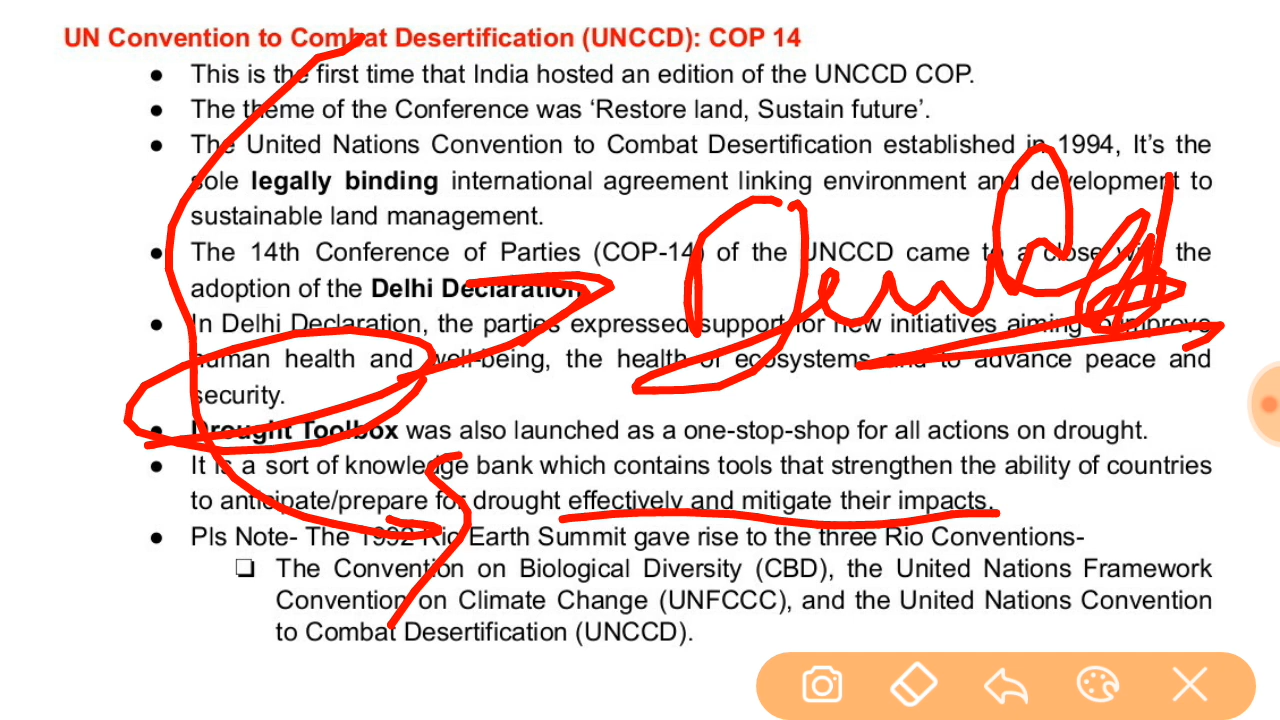 UN Convention to Combat Desertification (UNCCD): COP 14
● This is the first time that India hosted an edition of the UNCCD COP.
● The theme of the Conference was ‘Restore land, Sustain future’.
● The United Nations Convention to Combat Desertification established in 1994, It’s the
sole legally binding international agreement linking environment and development to
sustainable land management.
● The 14th Conference of Parties (COP-14) of the UNCCD came to a close with the
adoption of the Delhi Declaration.
● In Delhi Declaration, the parties expressed support for new initiatives aiming to improve
human health and well-being, the health of ecosystems and to advance peace and
security.
● Drought Toolbox was also launched as a one-stop-shop for all actions on drought.
● It is a sort of knowledge bank which contains tools that strengthen the ability of countries
to anticipate/prepare for drought effectively and mitigate their impacts.
● Pls Note- The 1992 Rio Earth Summit gave rise to the three Rio Conventions-
❏ The Convention on Biological Diversity (CBD), the United Nations Framework
Convention on Climate Change (UNFCCC), and the United Nations Convention
to Combat Desertification (UNCCD).